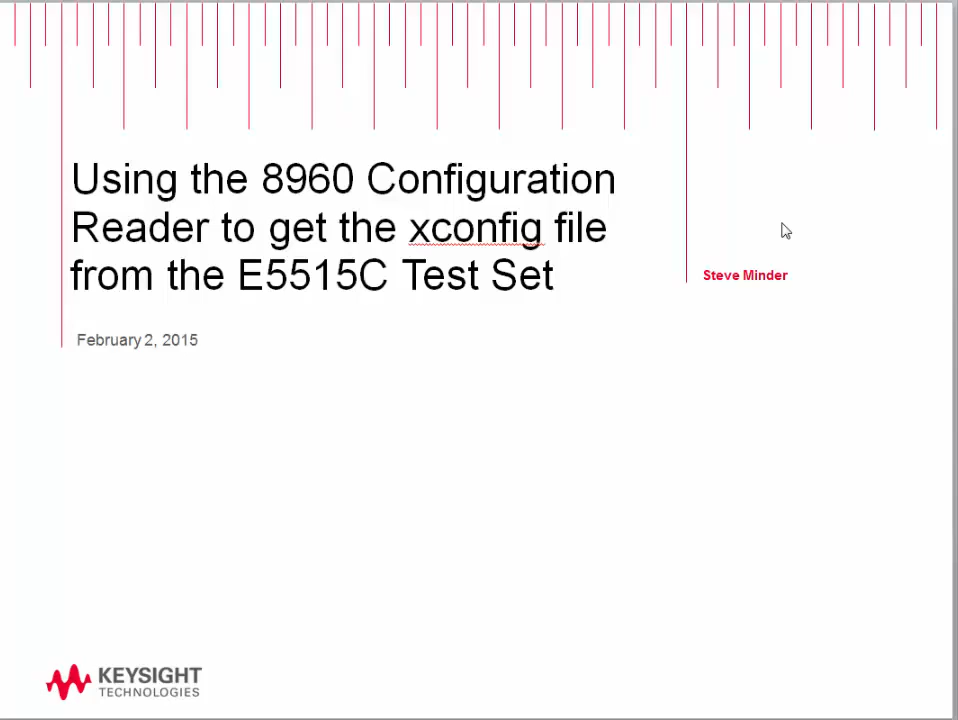 Using the 8960 Configuration
Reader to get the xconfig file
from the E5515C Test Set
Steve Minder
February 2, 2015
KEYSIGHT
TECHNOLOGIES